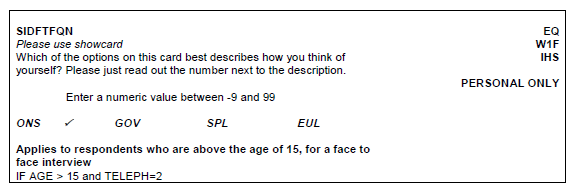 SIDFTFQN EQ
Please use showcard W1F
Which of the options on this card best describes how you think of IHS
yourself? Please just read out the number next to the description.
PERSONAL ONLY
Enter a numeric value between -9 and 99
ONS ✓ GOV SPL EUL
Applies to respondents who are above the age of 15, for a face to
face interview
IF AGE > 15 and TELEPH=2